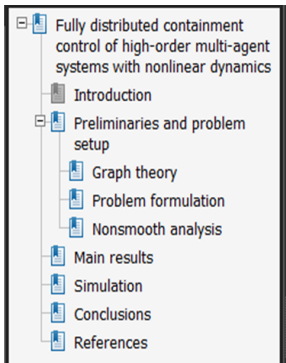 Fully distributed containment
control of high-order multi-agent
systems with nonlinear dynamics
Introduction
Preliminaries and problem
setup
Graph theory
Problem formulation
Nonsmooth analysis
Main results
Simulation
Conclusions
References